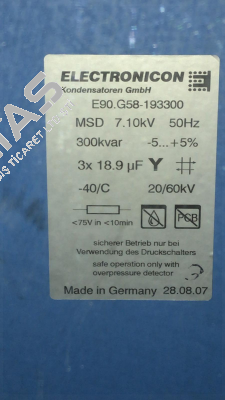 ELECTRONICON
Kondensatoren GmbH
E90.G58-193300
MSD 7.10kV 50Hz
300kvar -5...+5%
3x 18.9 µF Y
-40/C 20/60kV
<75V in <10min PCB
sicherer Betrieb nur bei
Verwendung des Druckschalters
safe operation only with
overpressure detector
Made in Germany 28.08.07